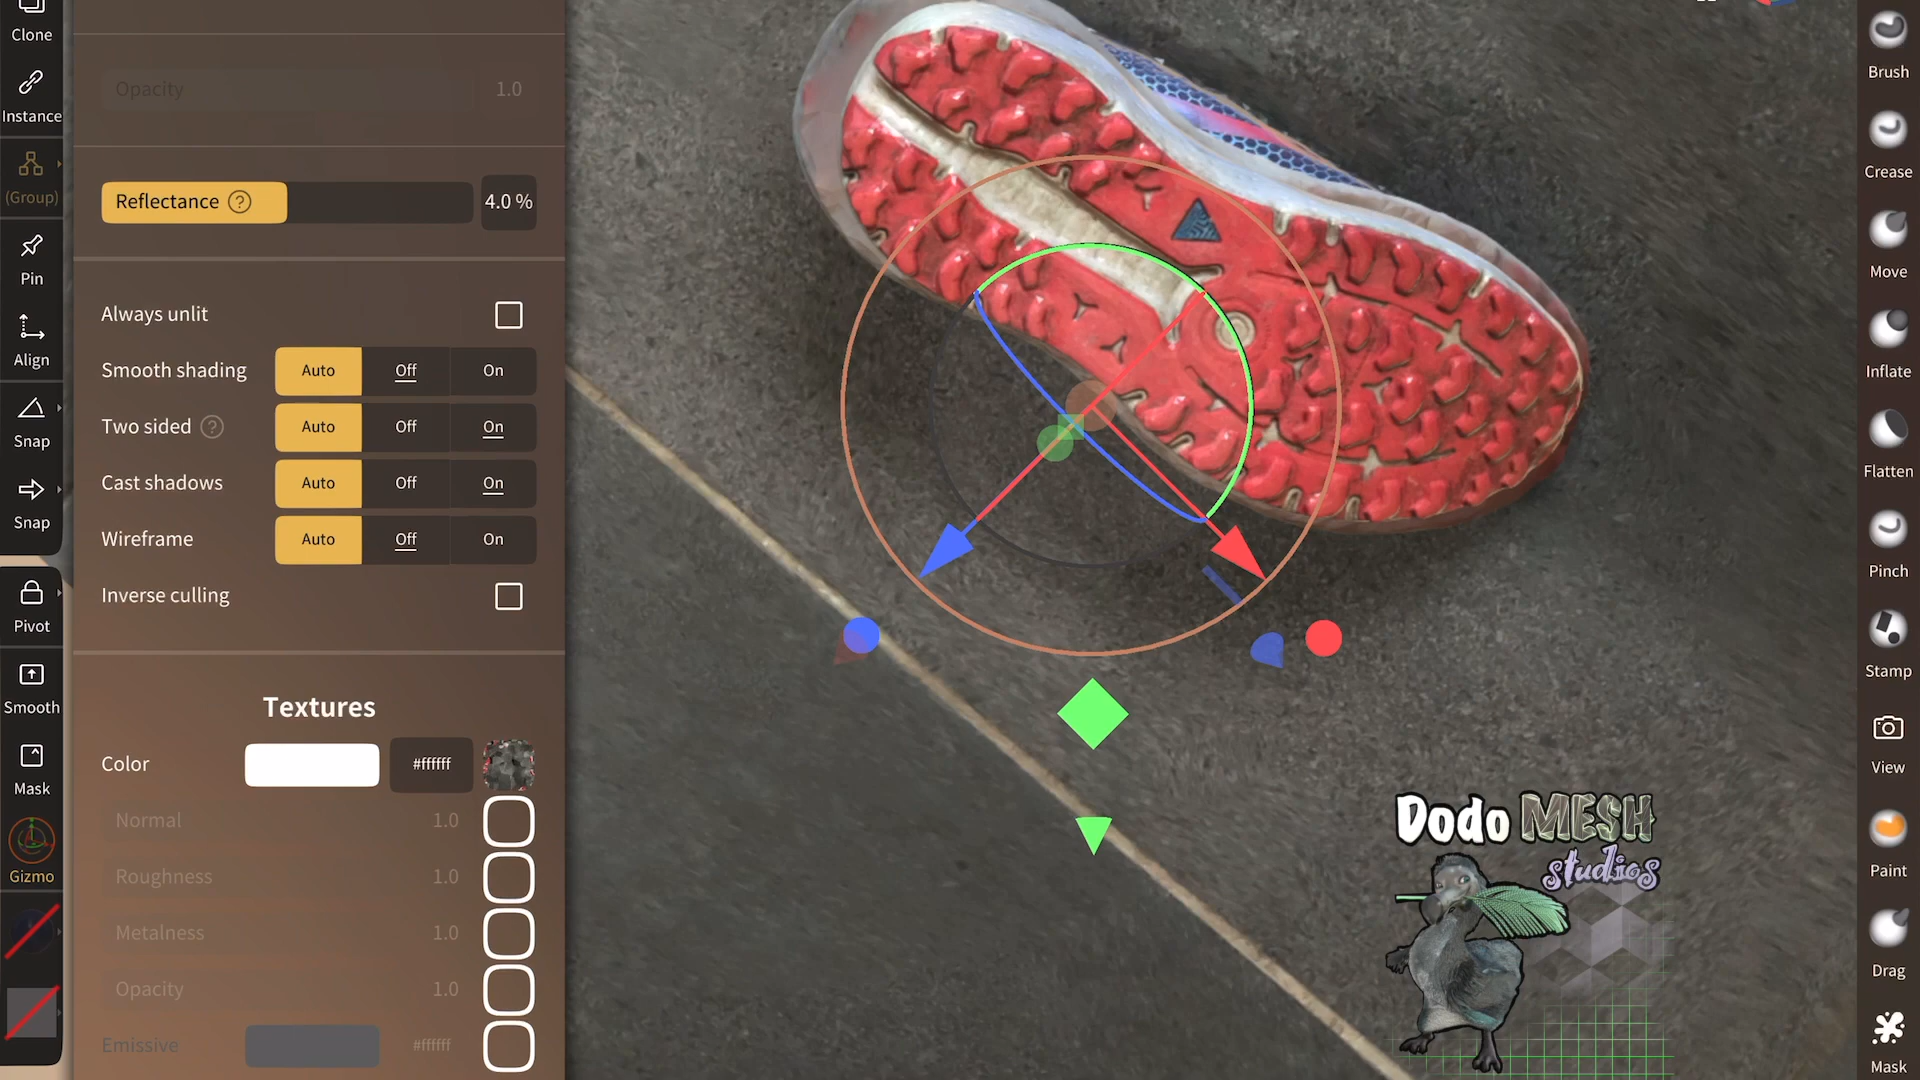 Clone
Instance
(Group)
Pin
Align
Snap
Snap
Pivot
Smooth
Mask
Gizmo
Opacity 1.0
Reflectance ? 4.0 %
Always unlit
Smooth shading Auto Off On
Two sided ? Auto Off On
Cast shadows Auto Off On
Wireframe Auto Off On
Inverse culling
Textures
Color #ffffff
Normal 1.0
Roughness 1.0
Metalness 1.0
Opacity 1.0
Emissive #ffffff
Dodo MESH
studios
Brush
Crease
Move
Inflate
Flatten
Pinch
Stamp
View
Paint
Drag
Mask